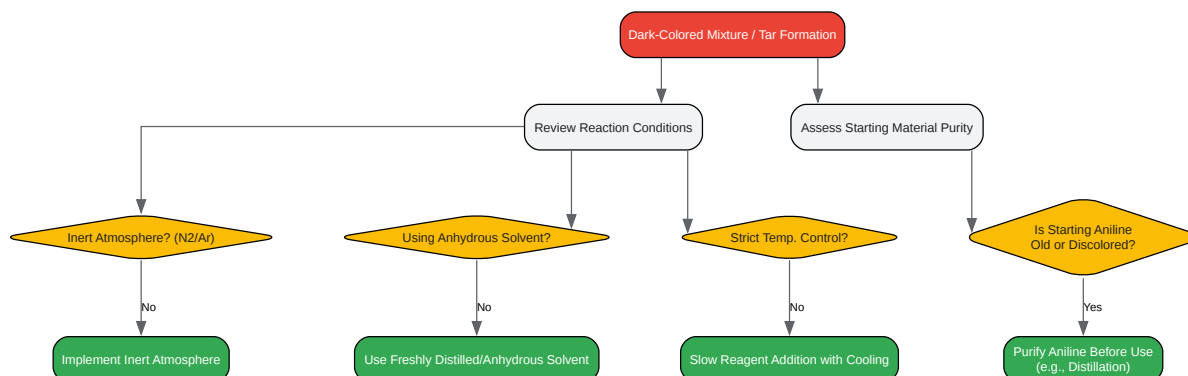 Dark-Colored Mixture / Tar Formation
Review Reaction Conditions
Assess Starting Material Purity
Inert Atmosphere? (N2/Ar)
Using Anhydrous Solvent?
Strict Temp. Control?
Is Starting Aniline
Old or Discolored?
No
No
No
Yes
Implement Inert Atmosphere
Use Freshly Distilled/Anhydrous Solvent
Slow Reagent Addition with Cooling
Purify Aniline Before Use
(e.g., Distillation)